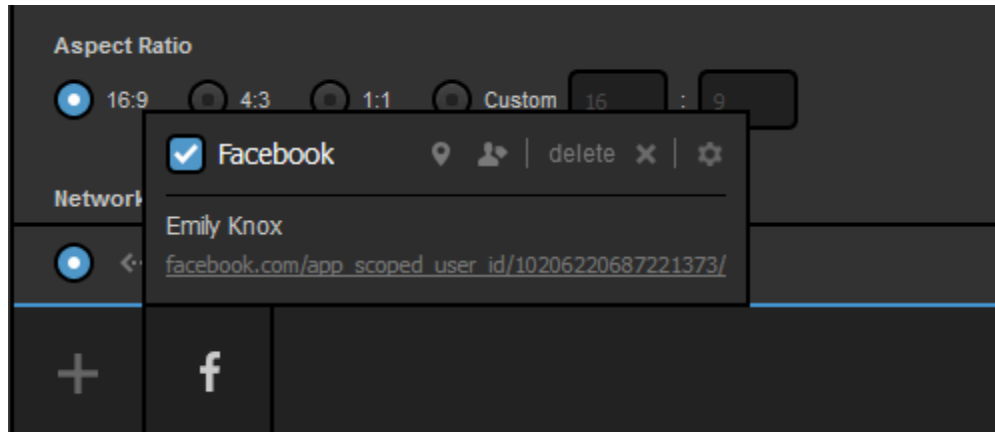 Aspect Ratio
16:9 4:3 1:1 Custom 16 : 9
Facebook delete
Network
Emily Knox
facebook.com/app_scoped_user_id/10206220687221373/